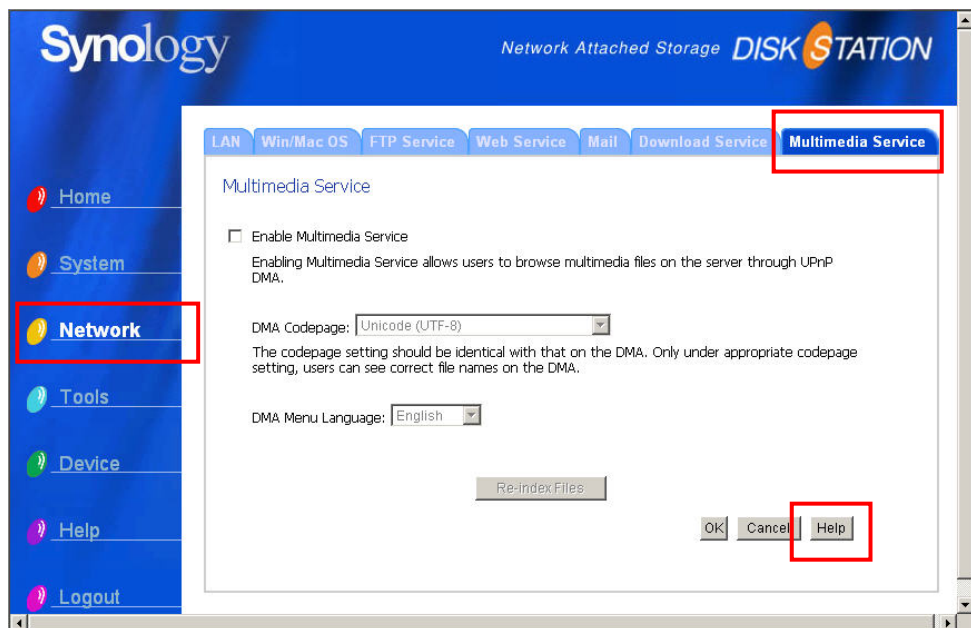 Synology
Network Attached Storage DISK STATION
LAN Win/Mac OS FTP Service Web Service Mail Download Service Multimedia Service
Home
System
Network
Tools
Device
Help
Logout
Multimedia Service
Enable Multimedia Service
Enabling Multimedia Service allows users to browse multimedia files on the server through UPnP
DMA.
DMA Codepage: Unicode (UTF-8)
The codepage setting should be identical with that on the DMA. Only under appropriate codepage
setting, users can see correct file names on the DMA.
DMA Menu Language: English
Re-index Files
OK Cancel Help